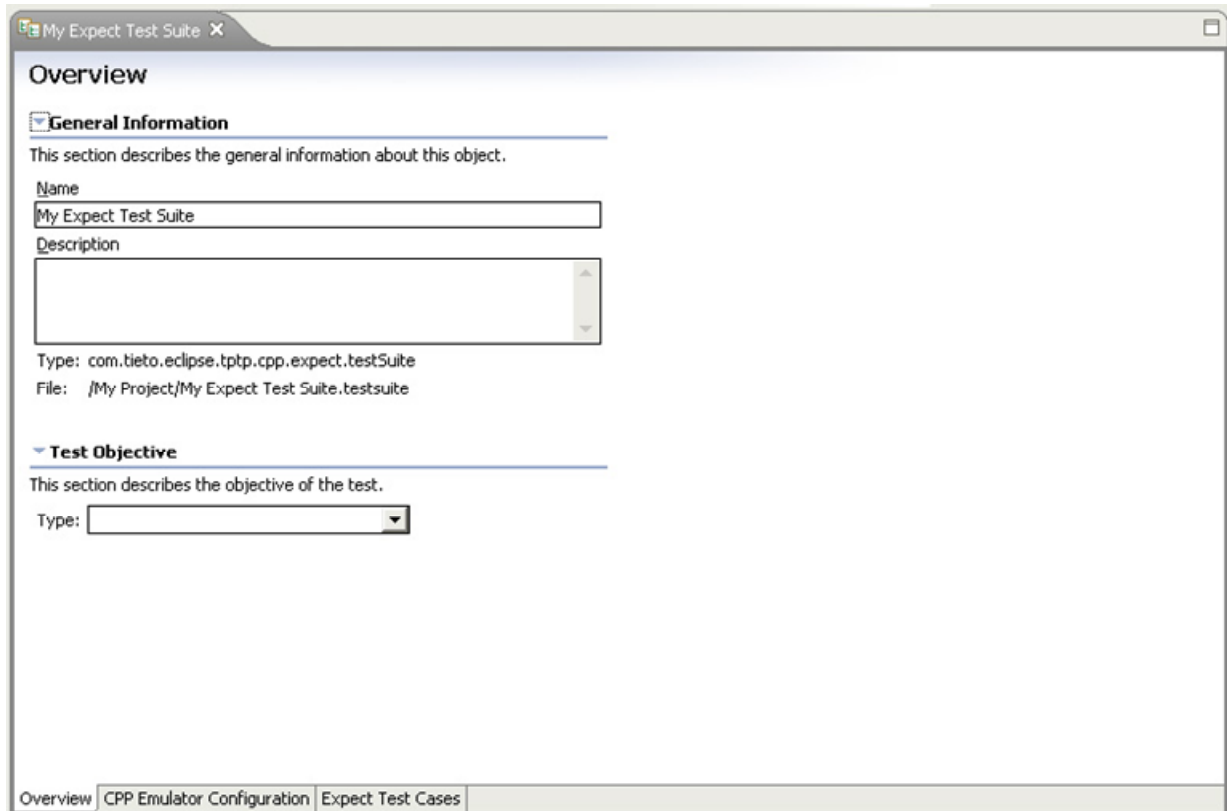 My Expect Test Suite
Overview
General Information
This section describes the general information about this object.
Name
My Expect Test Suite
Description
Type: com.tieto.eclipse.tptp.cpp.expect.testSuite
File: /My Project/My Expect Test Suite.testsuite
Test Objective
This section describes the objective of the test.
Type:
Overview CPP Emulator Configuration Expect Test Cases